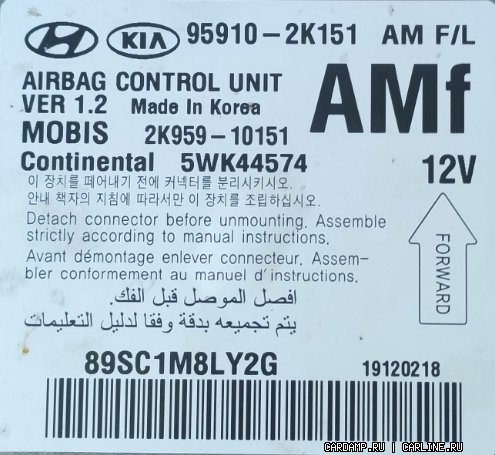 HYUNDAI KIA 95910-2K151 AM F/L
AIRBAG CONTROL UNIT
VER 1.2 Made In Korea
AMf
MOBIS 2K959-10151
Continental 5WK44574
12V
이 장치를 떼어내기 전에 커넥터를 분리시키시오.
안내 책자의 지침에 따라서만 이 장치를 조립하십시오.
Detach connector before unmounting. Assemble
strictly according to manual instructions.
Avant démontage enlever connecteur. Assem-
bler conformement au manuel d'instructions.
افصل الموصل قبل الفك.
يتم تجميعه بدقة وفقا لدليل التعليمات
FORWARD
89SC1M8LY2G
19120218
CARDAMP.RU | CARLINE.RU